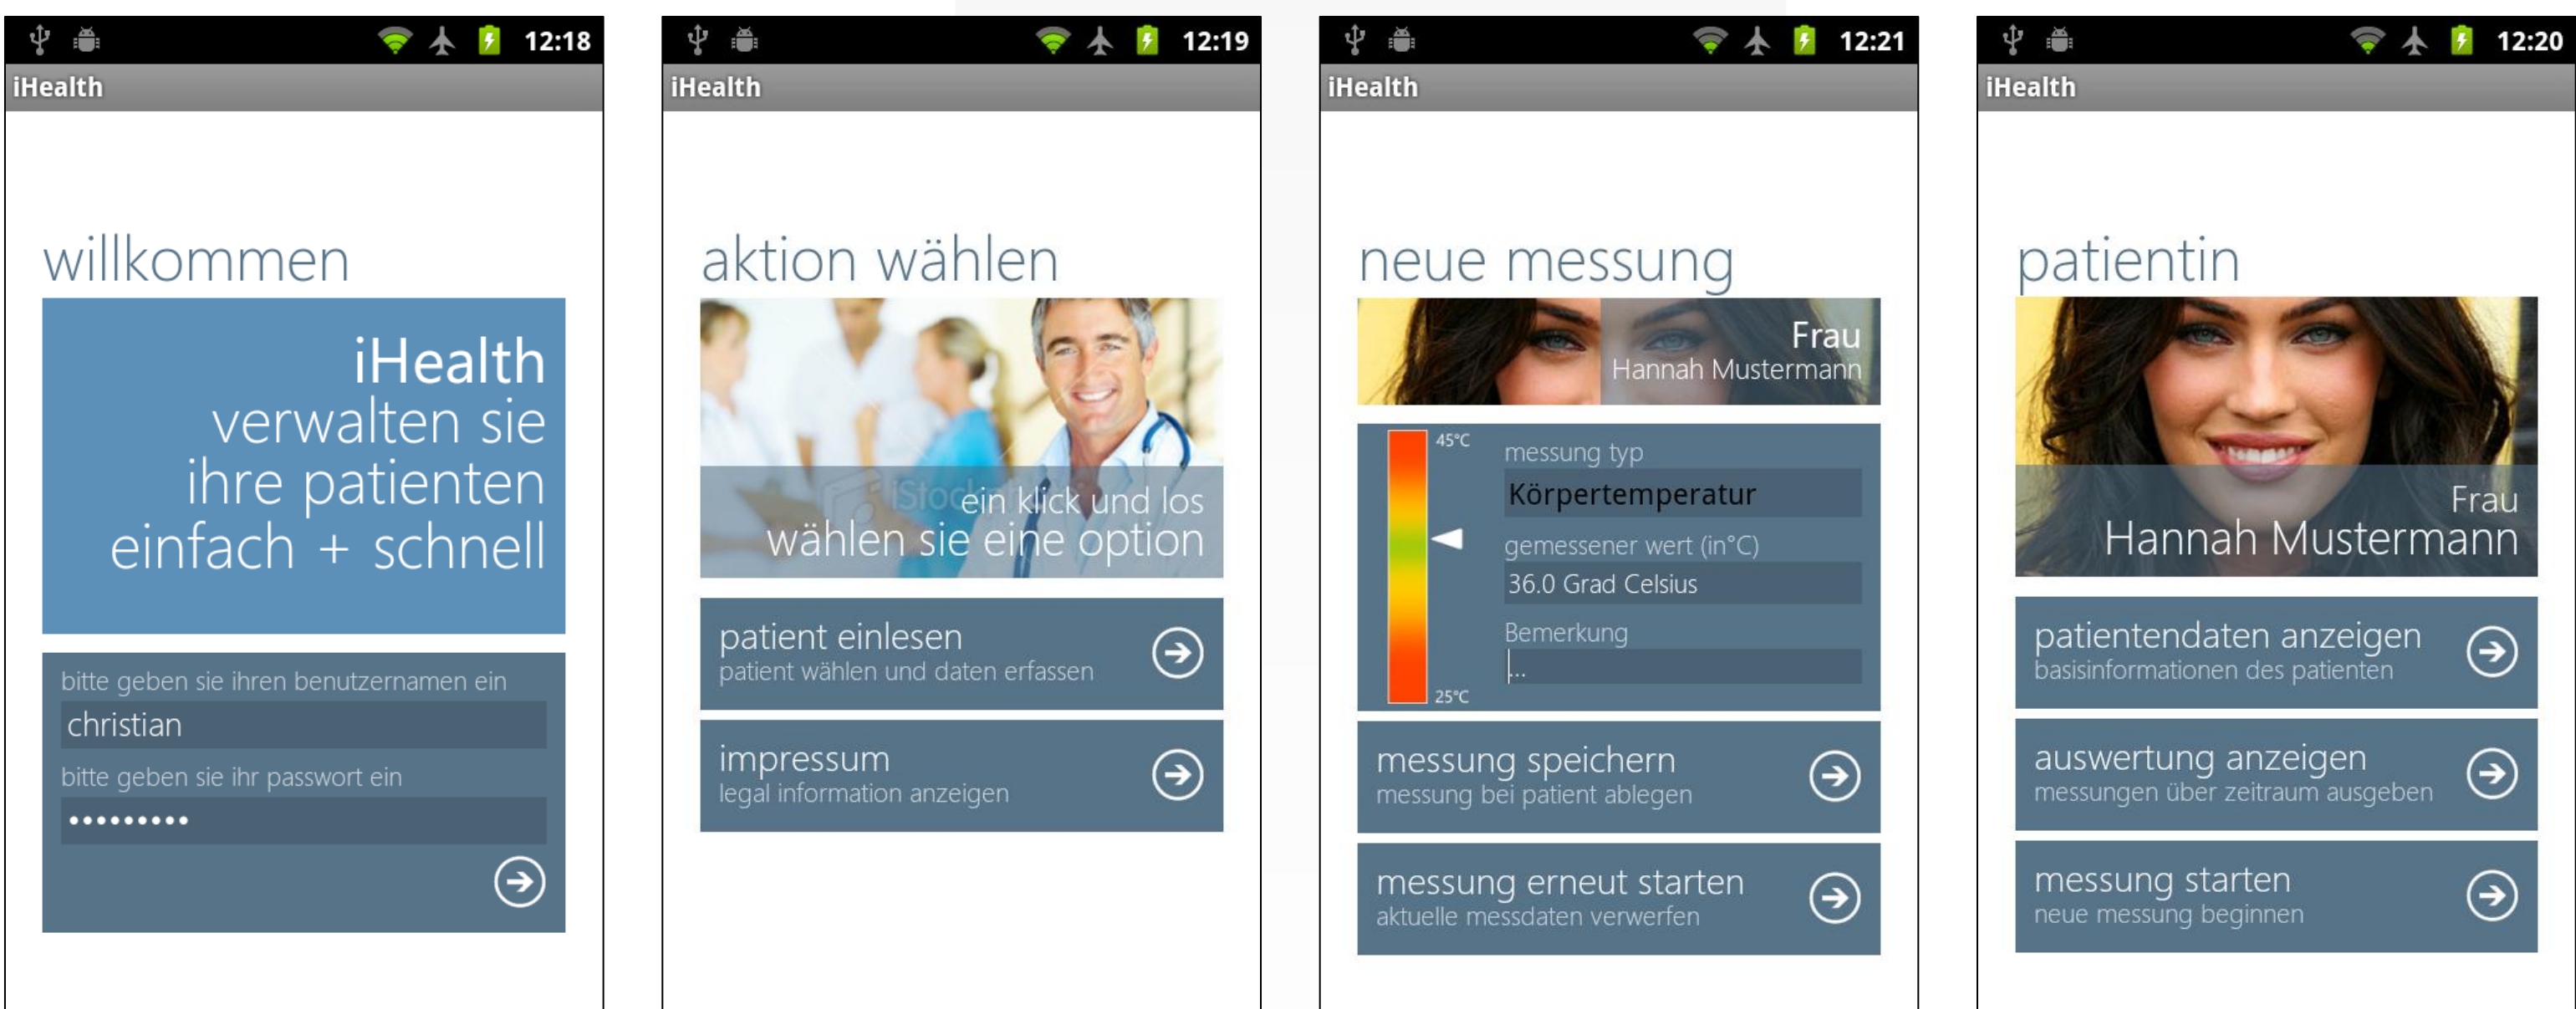 12:18
iHealth
willkommen
iHealth
verwalten sie
ihre patienten
einfach + schnell
bitte geben sie ihren benutzernamen ein
christian
bitte geben sie ihr passwort ein
•••••••••
12:19
iHealth
aktion wählen
iStock
ein klick und los
wählen sie eine option
patient einlesen
patient wählen und daten erfassen
impressum
legal information anzeigen
12:21
iHealth
neue messung
Frau
Hannah Mustermann
45°C
messung typ
Körpertemperatur
gemessener wert (in°C)
36.0 Grad Celsius
Bemerkung
...
25°C
messung speichern
messung bei patient ablegen
messung erneut starten
aktuelle messdaten verwerfen
12:20
iHealth
patientin
Frau
Hannah Mustermann
patientendaten anzeigen
basisinformationen des patienten
auswertung anzeigen
messungen über zeitraum ausgeben
messung starten
neue messung beginnen